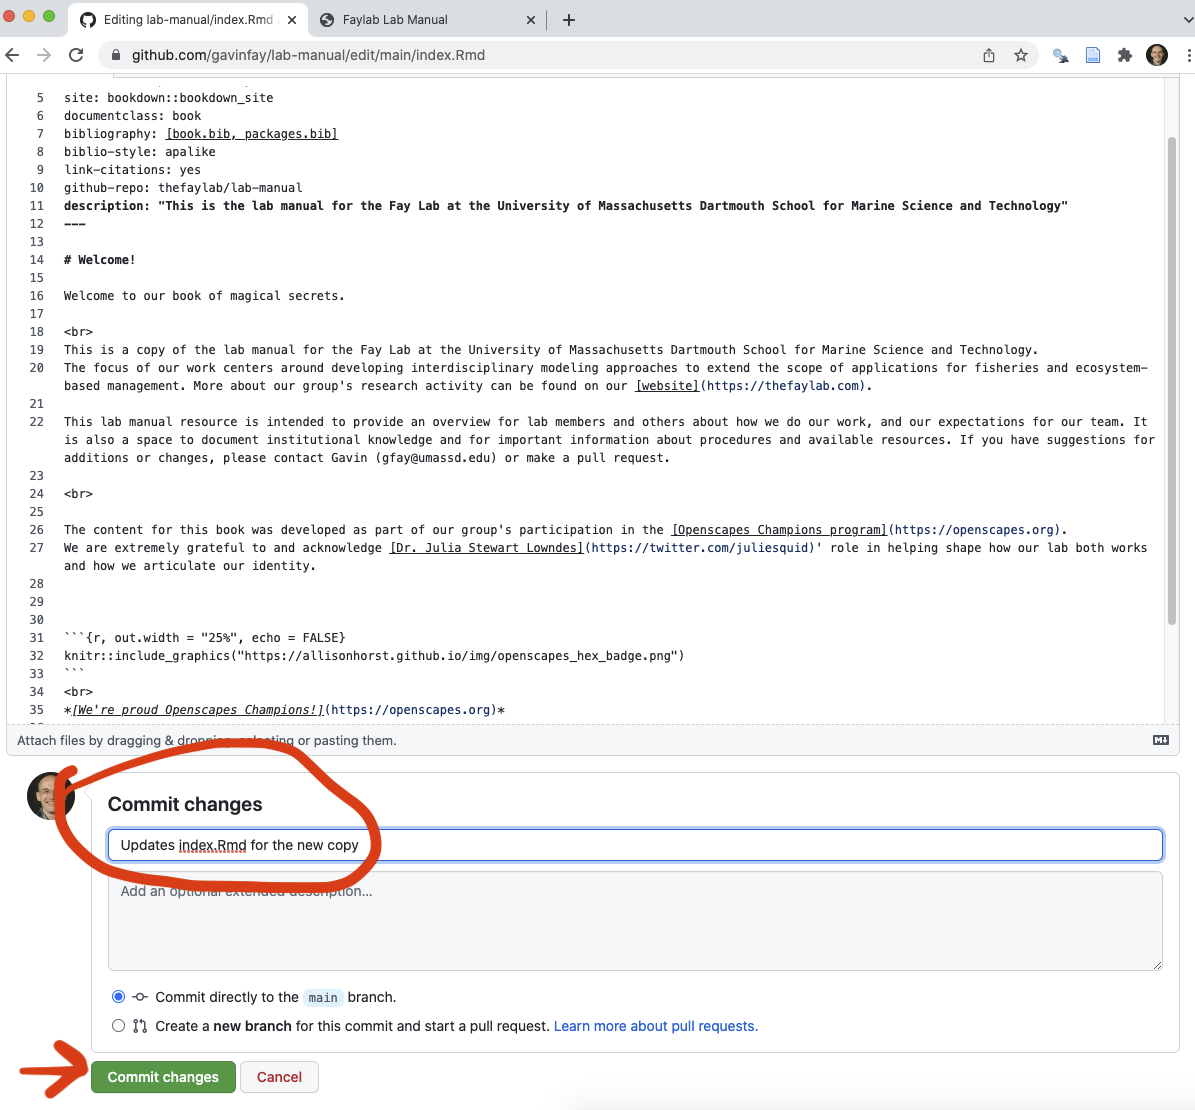 Editing lab-manual/index.Rmd
Faylab Lab Manual
github.com/gavinfay/lab-manual/edit/main/index.Rmd
5 site: bookdown::bookdown_site
6 documentclass: book
7 bibliography: [book.bib, packages.bib]
8 biblio-style: apalike
9 link-citations: yes
10 github-repo: thefaylab/lab-manual
11 description: "This is the lab manual for the Fay Lab at the University of Massachusetts Dartmouth School for Marine Science and Technology"
12 ---
13
14 # Welcome!
15
16 Welcome to our book of magical secrets.
17
18 <br>
19 This is a copy of the lab manual for the Fay Lab at the University of Massachusetts Dartmouth School for Marine Science and Technology.
20 The focus of our work centers around developing interdisciplinary modeling approaches to extend the scope of applications for fisheries and ecosystem-
based management. More about our group's research activity can be found on our [website](https://thefaylab.com).
21
22 This lab manual resource is intended to provide an overview for lab members and others about how we do our work, and our expectations for our team. It
is also a space to document institutional knowledge and for important information about procedures and available resources. If you have suggestions for
additions or changes, please contact Gavin (gfay@umassd.edu) or make a pull request.
23
24 <br>
25
26 The content for this book was developed as part of our group's participation in the [Openscapes Champions program](https://openscapes.org).
27 We are extremely grateful to and acknowledge [Dr. Julia Stewart Lowndes](https://twitter.com/juliesquid)' role in helping shape how our lab both works
and how we articulate our identity.
28
29
30
31 ```{r, out.width = "25%", echo = FALSE}
32 knitr::include_graphics("https://allisonhorst.github.io/img/openscapes_hex_badge.png")
33 ```
34 <br>
35 *[We're proud Openscapes Champions!](https://openscapes.org)*
Attach files by dragging & dropping, selecting or pasting them.
Commit changes
Updates index.Rmd for the new copy
Add an optional extended description...
Commit directly to the main branch.
Create a new branch for this commit and start a pull request. Learn more about pull requests.
Commit changes
Cancel